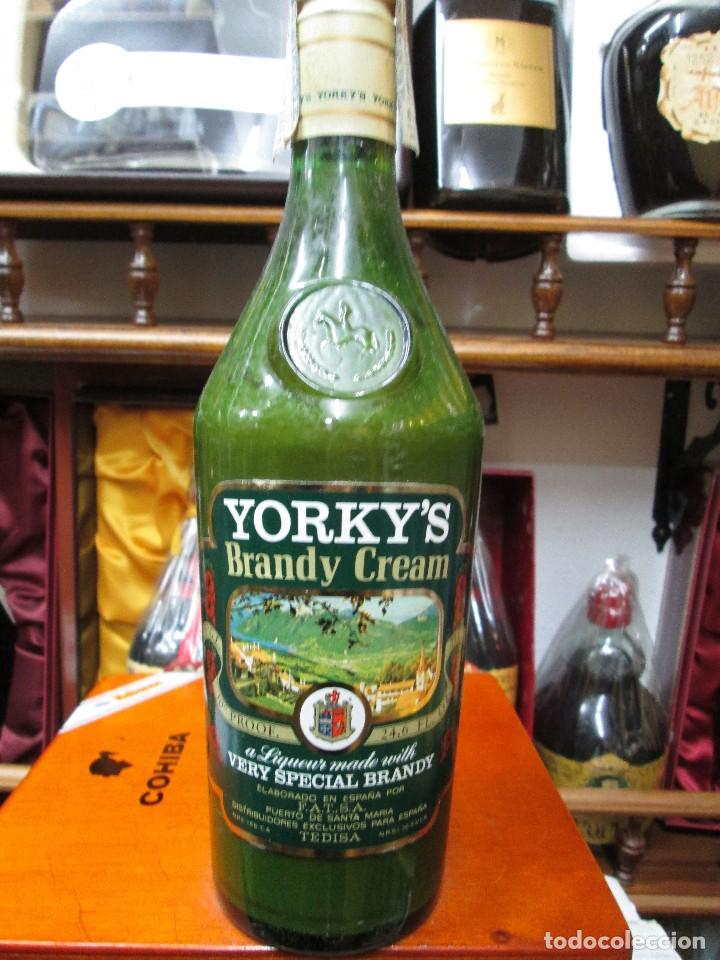 YORKY'S YORK
YORKY'S
Brandy Cream
PROOF. 24,6 FL.
a Liqueur made with
VERY SPECIAL BRANDY
ELABORADO EN ESPAÑA POR
F.A.T.S.A.
PUERTO DE SANTA MARIA
DISTRIBUIDORES EXCLUSIVOS PARA ESPAÑA
TEDISA
COHIBA
todocoleccion